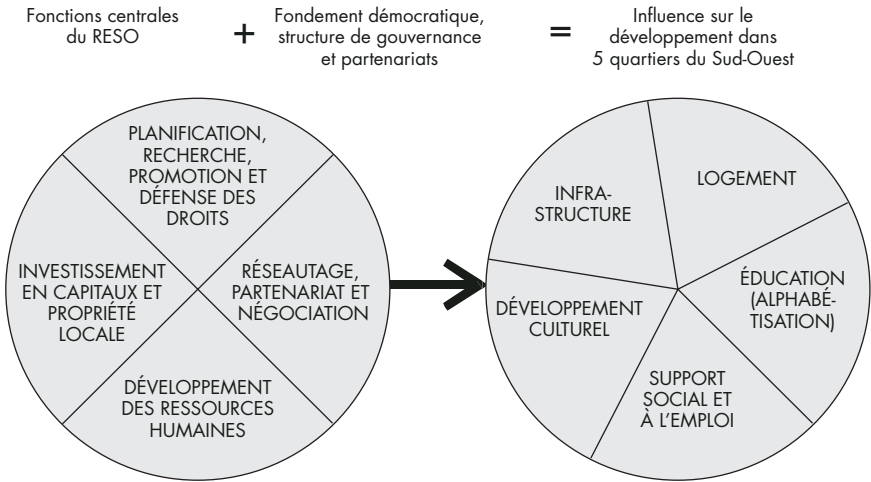 Fonctions centrales
du RESO
+
Fondement démocratique,
structure de gouvernance
et partenariats
=
Influence sur le
développement dans
5 quartiers du Sud-Ouest
PLANIFICATION,
RECHERCHE,
PROMOTION ET
DÉFENSE DES
DROITS
INVESTISSEMENT
EN CAPITAUX ET
PROPRIÉTÉ
LOCALE
RÉSEAUTAGE,
PARTENARIAT ET
NÉGOCIATION
DÉVELOPPEMENT
DES RESSOURCES
HUMAINES
INFRA-
STRUCTURE
LOGEMENT
ÉDUCATION
(ALPHABÉ-
TISATION)
DÉVELOPPEMENT
CULTUREL
SUPPORT
SOCIAL ET
À L'EMPLOI